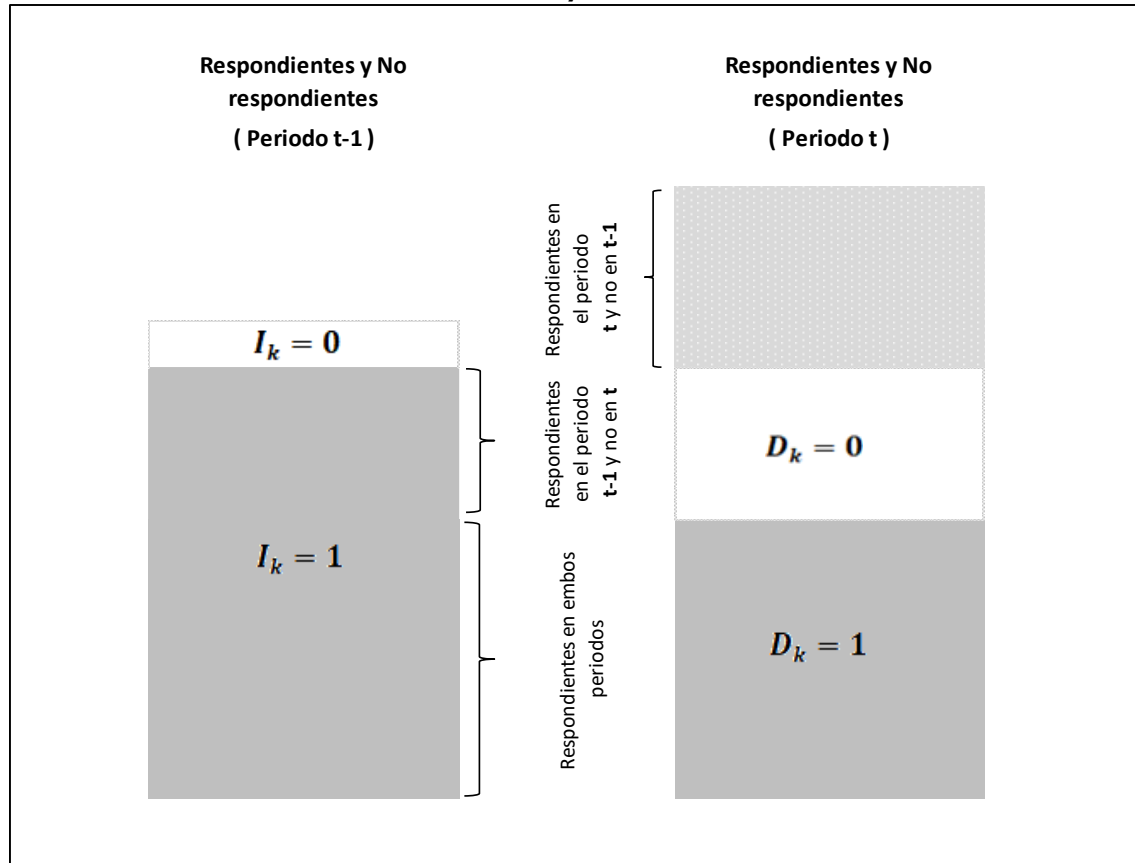 Respondientes y No
respondientes
( Periodo t-1 )
Respondientes y No
respondientes
( Periodo t )
Respondientes en
el periodo
t y no en t-1
I_k = 0
Respondientes
en el periodo
t-1 y no en t
D_k = 0
I_k = 1
Respondientes en embos
periodos
D_k = 1